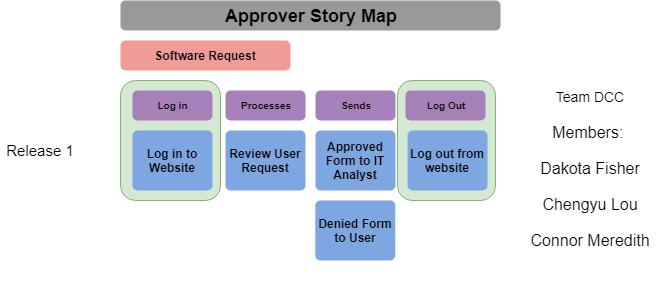 Approver Story Map
Software Request
Log in
Processes
Sends
Log Out
Team DCC
Release 1
Log in to
Website
Review User
Request
Approved
Form to IT
Analyst
Log out from
website
Members:
Dakota Fisher
Denied Form
to User
Chengyu Lou
Connor Meredith